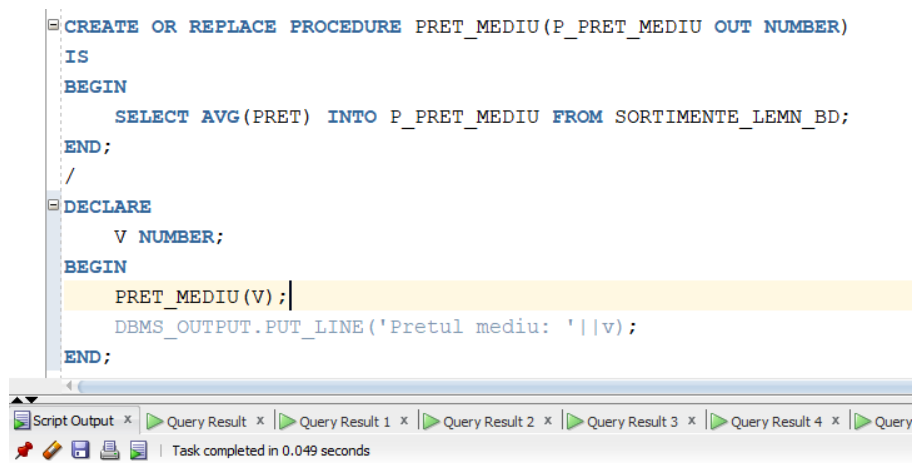 CREATE OR REPLACE PROCEDURE PRET_MEDIU(P_PRET_MEDIU OUT NUMBER)
IS
BEGIN
    SELECT AVG(PRET) INTO P_PRET_MEDIU FROM SORTIMENTE_LEMN_BD;
END;
/
DECLARE
    V NUMBER;
BEGIN
    PRET_MEDIU(V);
    DBMS_OUTPUT.PUT_LINE('Pretul mediu: '||v);
END;
Script Output x Query Result x Query Result 1 x Query Result 2 x Query Result 3 x Query Result 4 x Query
Task completed in 0.049 seconds